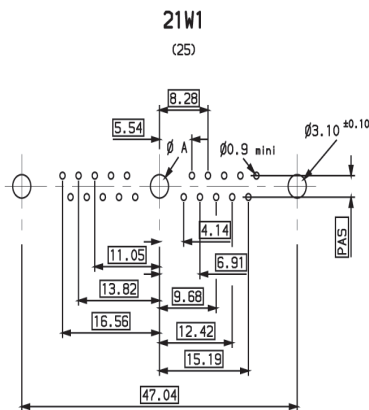 21W1
(25)
8.28
5.54
Ø A
Ø0.9 mini
Ø3.10 ±0.10
PAS
4.14
11.05
6.91
13.82
9.68
16.56
12.42
15.19
47.04